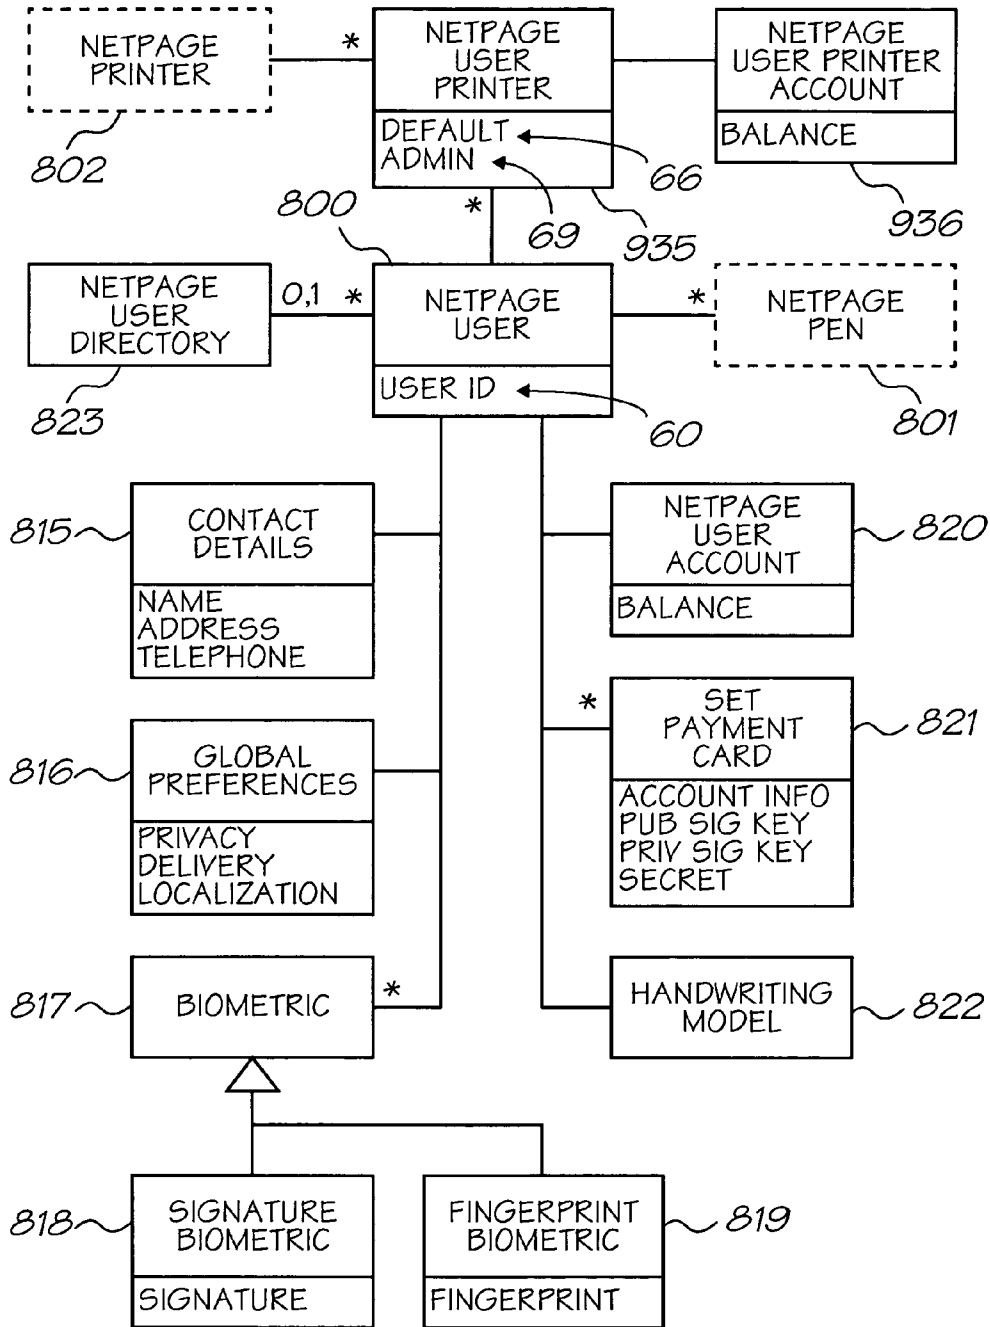 NETPAGE
PRINTER
802
*
NETPAGE
USER
PRINTER
DEFAULT
ADMIN
66
69
935
NETPAGE
USER PRINTER
ACCOUNT
BALANCE
936
*
800
NETPAGE
USER
DIRECTORY
823
0,1 *
NETPAGE
USER
USER ID
60
*
NETPAGE
PEN
801
815
CONTACT
DETAILS
NAME
ADDRESS
TELEPHONE
NETPAGE
USER
ACCOUNT
BALANCE
820
816
GLOBAL
PREFERENCES
PRIVACY
DELIVERY
LOCALIZATION
*
SET
PAYMENT
CARD
ACCOUNT INFO
PUB SIG KEY
PRIV SIG KEY
SECRET
821
817
BIOMETRIC
*
HANDWRITING
MODEL
822
818
SIGNATURE
BIOMETRIC
SIGNATURE
FINGERPRINT
BIOMETRIC
FINGERPRINT
819